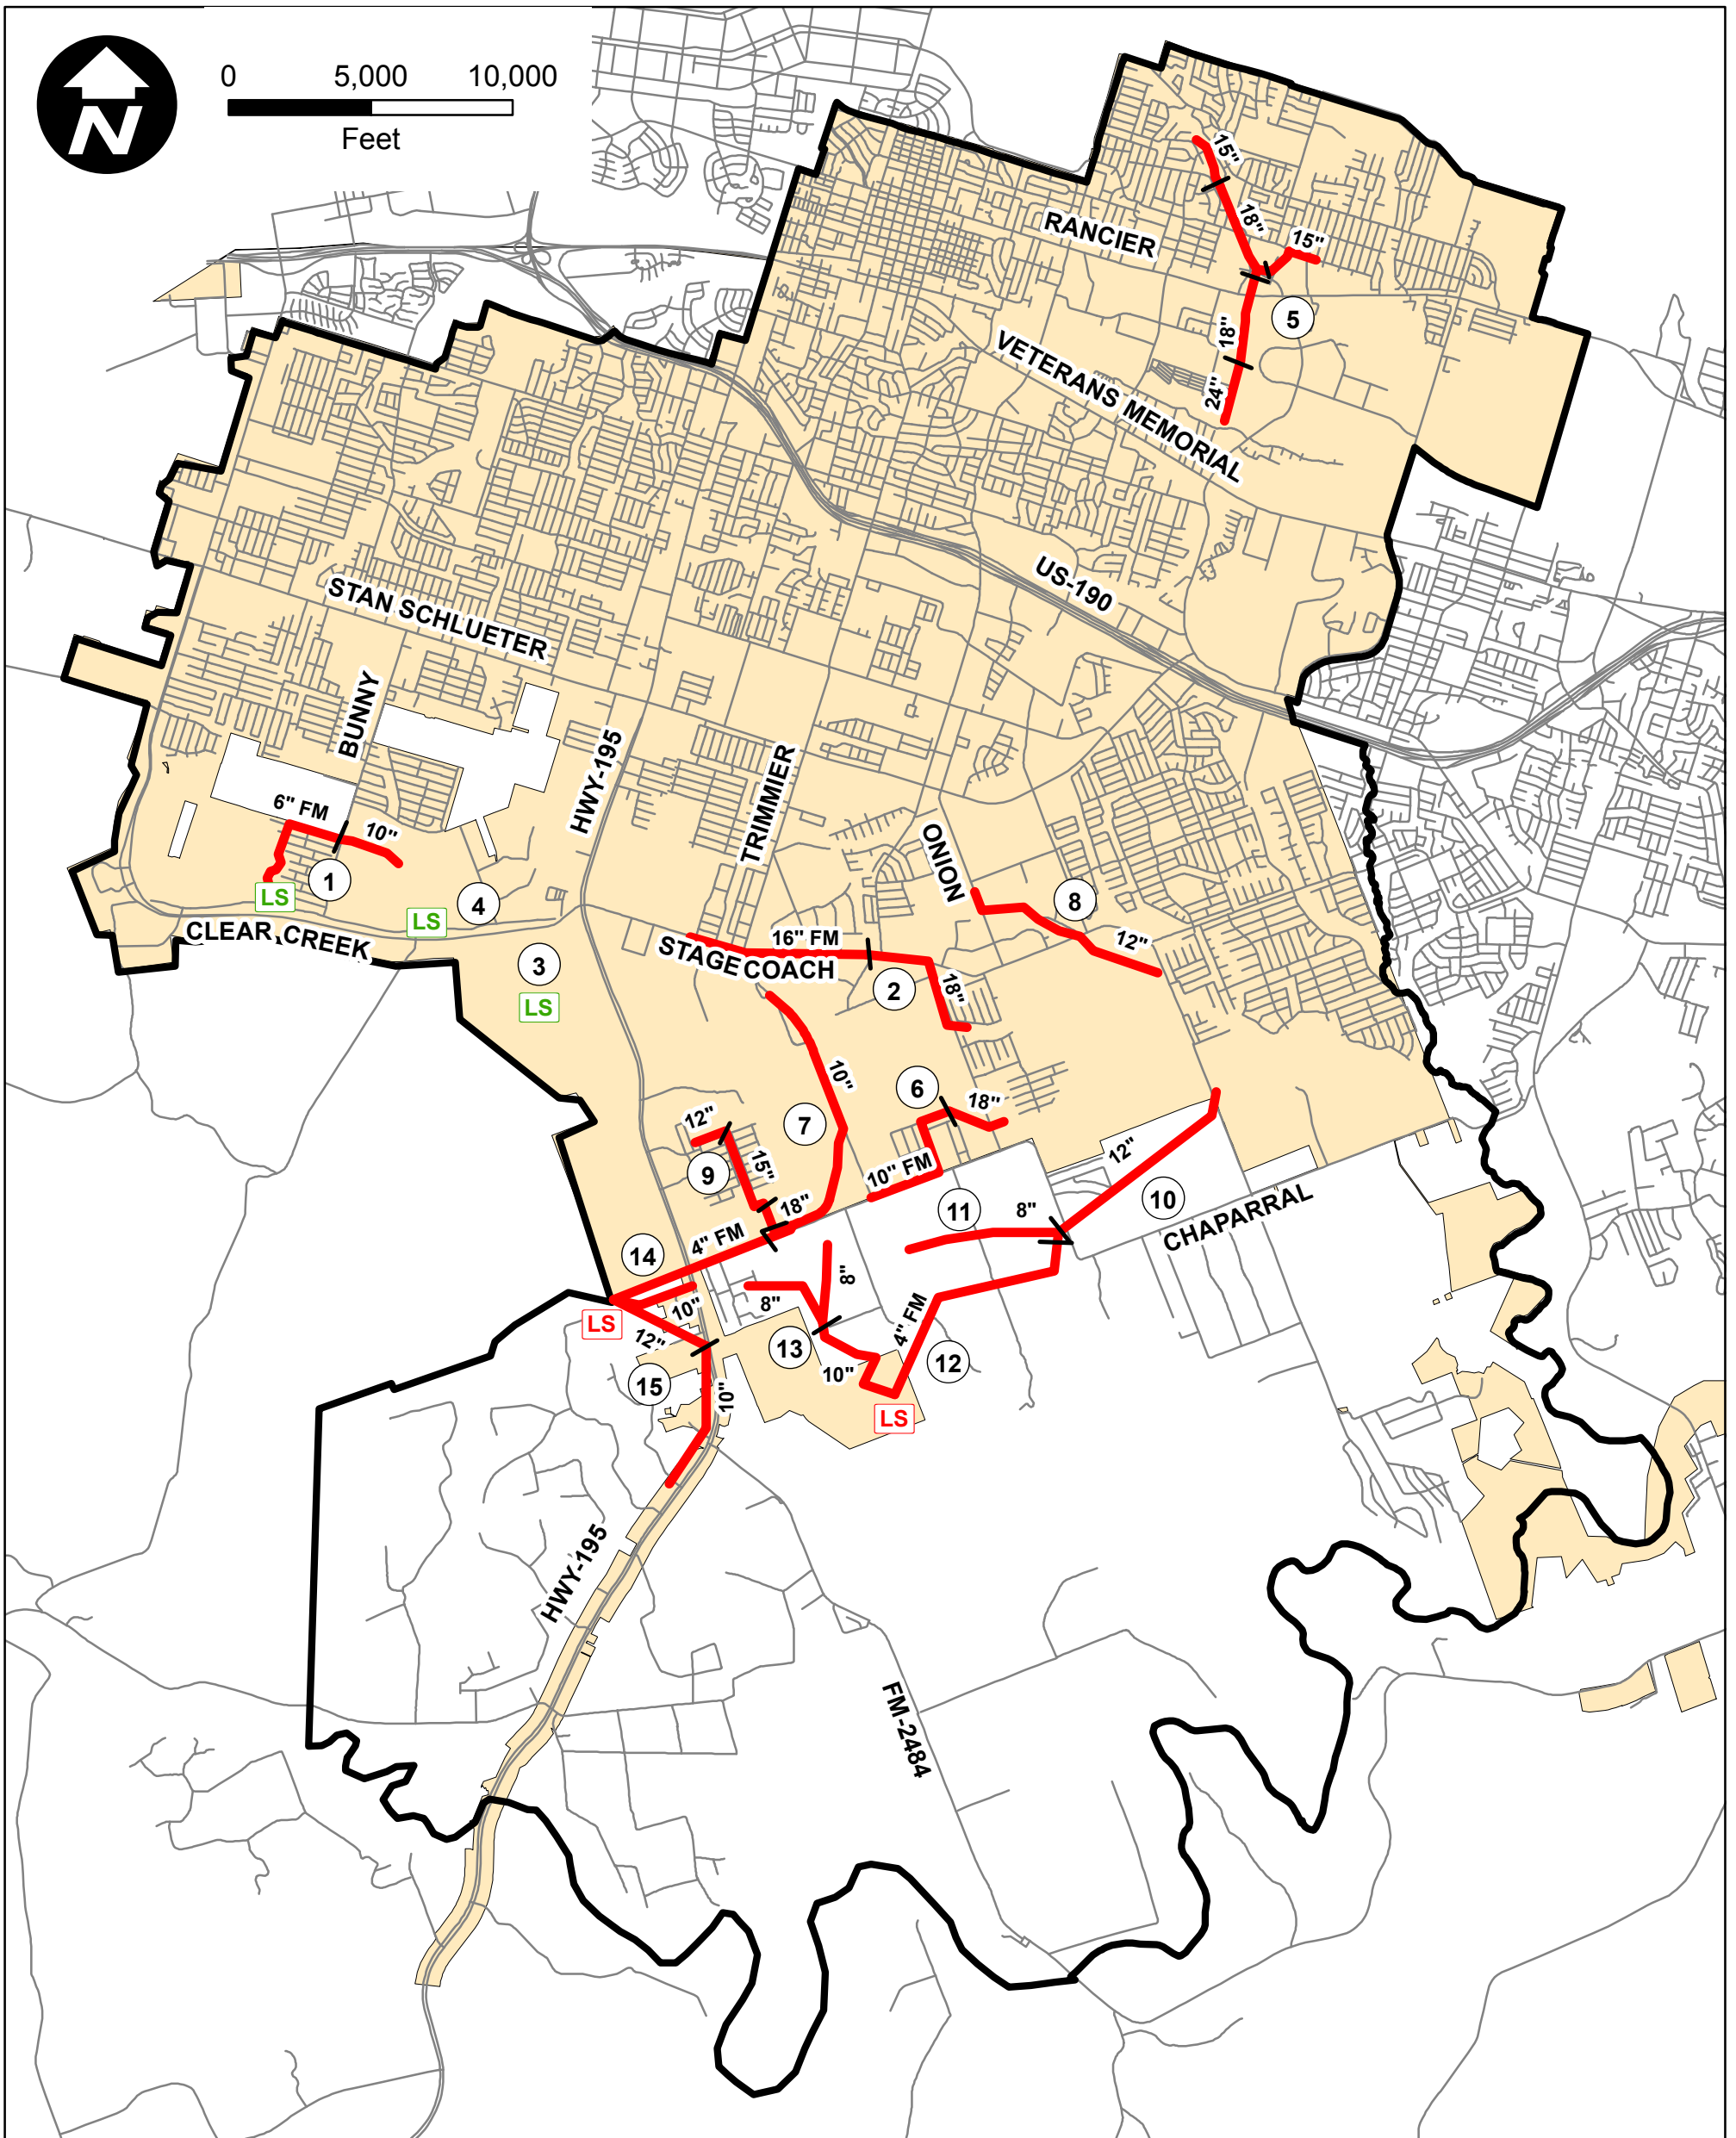 N
0 5,000 10,000
Feet
15"
18"
15"
RANCIER
5
18"
24"
VETERANS MEMORIAL
US-190
STAN SCHLUETER
BUNNY
HWY-195
TRIMMIER
ONION
6" FM
10"
1
LS
LS
4
CLEAR CREEK
3
LS
8
12"
16" FM
STAGE COACH
2
18"
10"
6
18"
7
12"
9
15"
10" FM
18"
12"
10
11
8"
CHAPARRAL
4" FM
14
8"
10"
8"
LS
12"
4" FM
13
12
15
10"
10"
LS
HWY-195
FM-2484